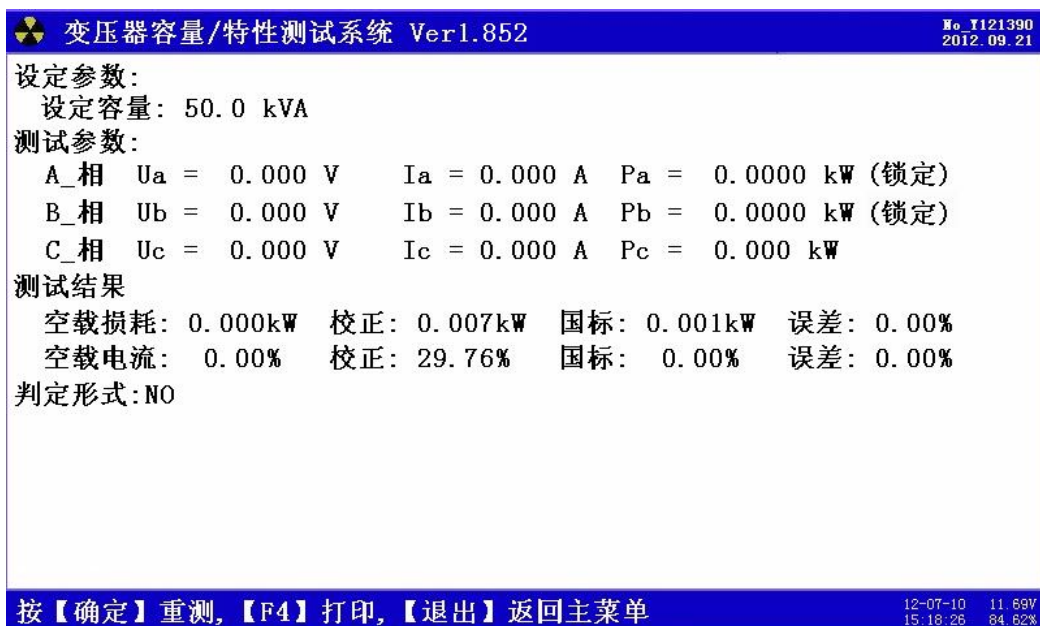 变压器容量/特性测试系统 Ver1.852
No_Y121390
2012.09.21
设定参数:
设定容量: 50.0 kVA
测试参数:
A_相 Ua = 0.000 V Ia = 0.000 A Pa = 0.0000 kW (锁定)
B_相 Ub = 0.000 V Ib = 0.000 A Pb = 0.0000 kW (锁定)
C_相 Uc = 0.000 V Ic = 0.000 A Pc = 0.000 kW
测试结果
空载损耗: 0.000kW 校正: 0.007kW 国标: 0.001kW 误差: 0.00%
空载电流: 0.00% 校正: 29.76% 国标: 0.00% 误差: 0.00%
判定形式:NO
按【确定】重测, 【F4】打印, 【退出】返回主菜单
12-07-10 11.69V
15:18:26 84.62%